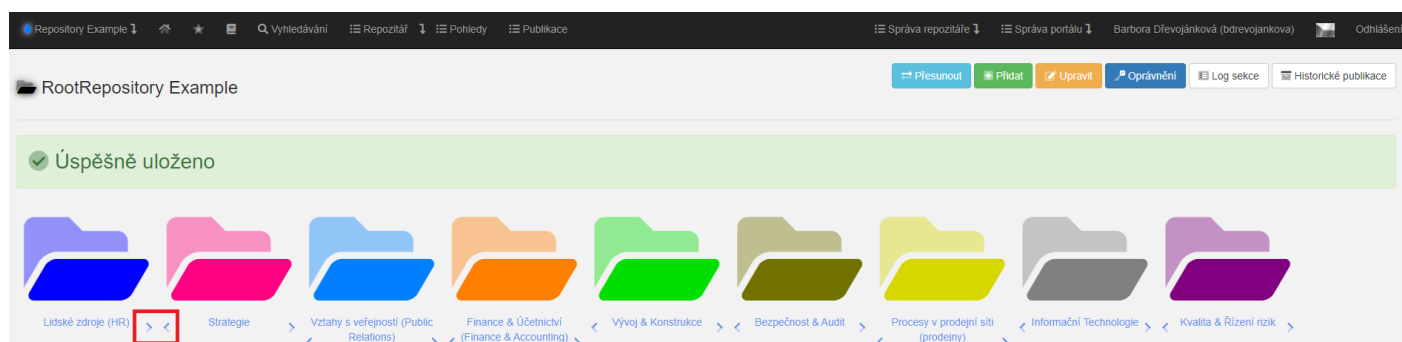 Repository Example
Vyhledávání
Repozitář
Pohledy
Publikace
Správa repozitáře
Správa portálu
Barbora Dřevojánková (bdrevojankova)
Odhlášení
RootRepository Example
Přesunout
Přidat
Upravit
Oprávnění
Log sekce
Historické publikace
Úspěšně uloženo
Lidské zdroje (HR)
Strategie
Vztahy s veřejností (Public
Relations)
Finance & Účetnictví
(Finance & Accounting)
Vývoj & Konstrukce
Bezpečnost & Audit
Procesy v prodejní síti
(prodejny)
Informační Technologie
Kvalita & Řízení rizik